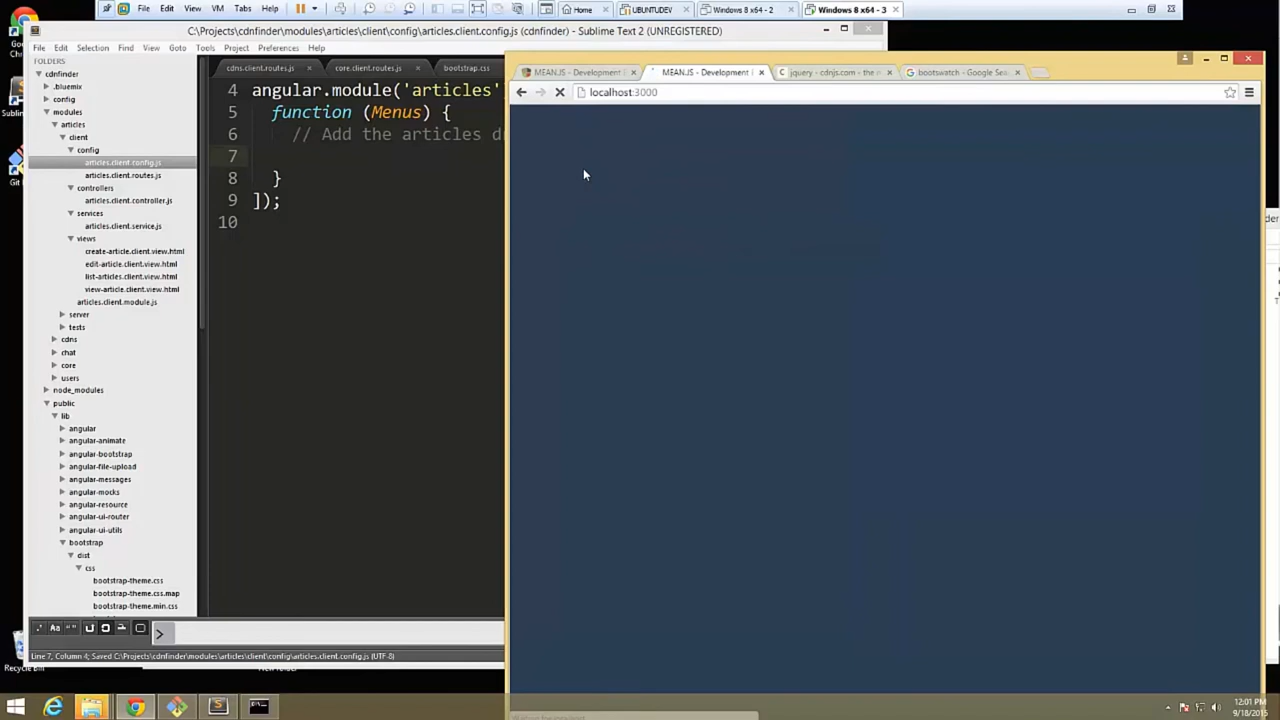 File Edit View VM Tabs Help
Home
UBUNTUDEV
Windows 8 x64 - 2
Windows 8 x64 - 3
C:\Projects\cdnfinder\modules\articles\client\config\articles.client.config.js (cdnfinder) - Sublime Text 2 (UNREGISTERED)
File Edit Selection Find View Goto Tools Project Preferences Help
FOLDERS
cdnfinder
.bluemix
config
modules
articles
client
config
articles.client.config.js
articles.client.routes.js
controllers
articles.client.controller.js
services
articles.client.service.js
views
create-article.client.view.html
edit-article.client.view.html
list-articles.client.view.html
view-article.client.view.html
articles.client.module.js
server
tests
cdns
chat
core
users
node_modules
public
lib
angular
angular-animate
angular-bootstrap
angular-file-upload
angular-messages
angular-mocks
angular-resource
angular-ui-router
angular-ui-utils
bootstrap
dist
css
bootstrap-theme.css
bootstrap-theme.css.map
bootstrap-theme.min.css
cdns.client.routes.js
core.client.routes.js
bootstrap.css
4 angular.module('articles'
5 function (Menus) {
6 // Add the articles d
7
8 }
9 ]);
10
MEAN.JS - Development
MEAN.JS - Development
jquery - cdnjs.com - the
bootswatch - Google Sea
localhost:3000
Aa
>
Line 7, Column 4; Saved C:\Projects\cdnfinder\modules\articles\client\config\articles.client.config.js (UTF-8)
Recycle Bin
12:01 PM
9/18/2015